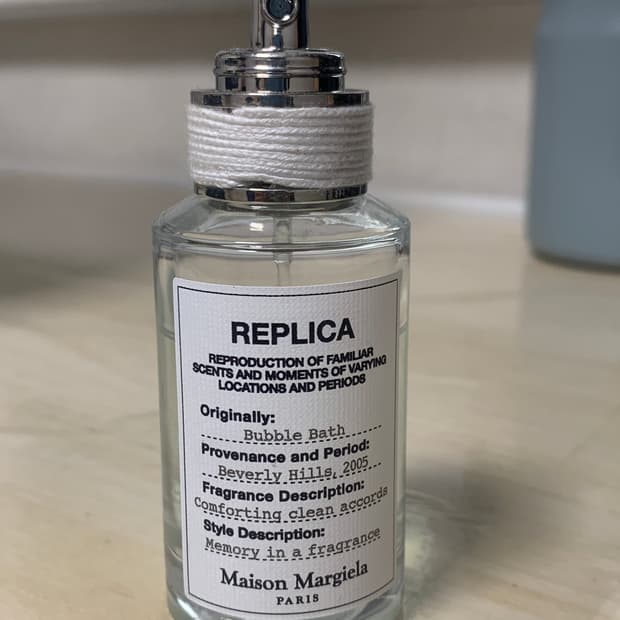 REPLICA
REPRODUCTION OF FAMILIAR
SCENTS AND MOMENTS OF VARYING
LOCATIONS AND PERIODS
Originally:
Bubble Bath
Provenance and Period:
Beverly Hills, 2005
Fragrance Description:
Comforting clean accords
Style Description:
Memory in a fragrance
Maison Margiela
PARIS